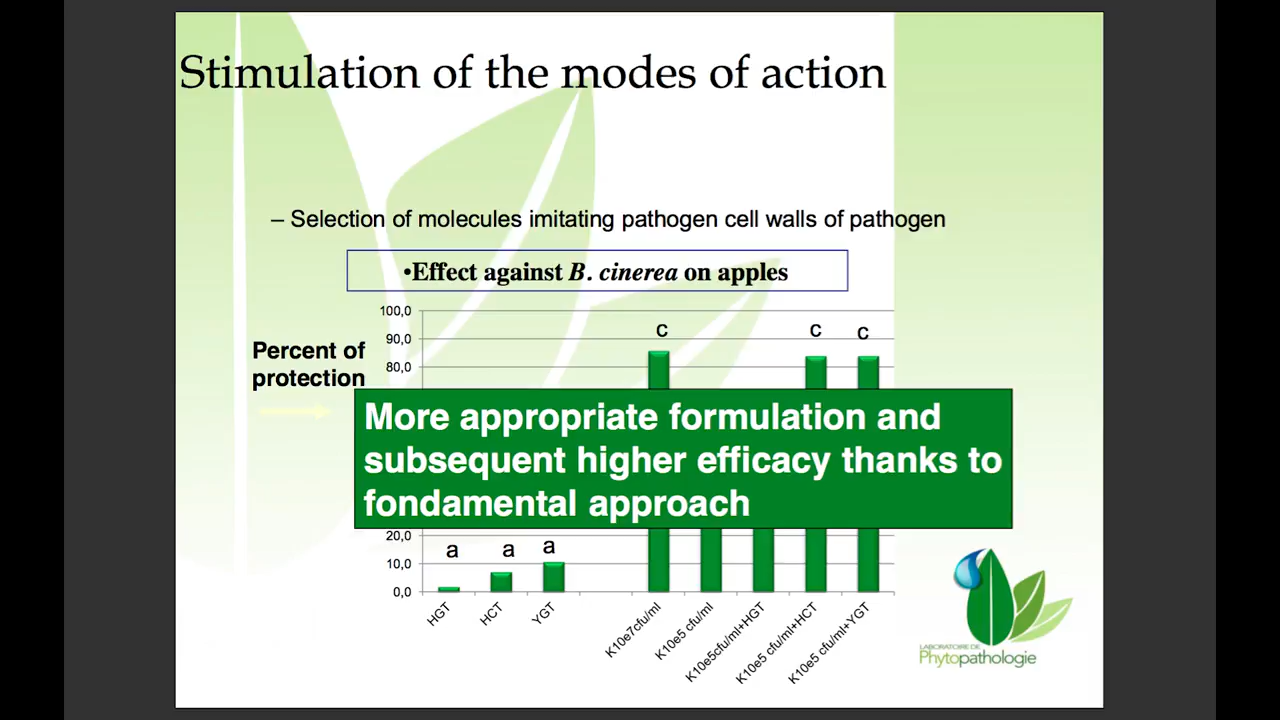 Stimulation of the modes of action
– Selection of molecules imitating pathogen cell walls of pathogen
•Effect against B. cinerea on apples
Percent of
protection
100,0
90,0
80,0
20,0
10,0
0,0
c
c
c
a
a
a
More appropriate formulation and
subsequent higher efficacy thanks to
fondamental approach
HGT
HCT
YGT
K10e7cfu/ml
K10e5 cfu/ml
K10e5cfu/ml+HGT
K10e5 cfu/ml+HCT
K10e5 cfu/ml+YGT
LABORATOIRE DE
Phytopathologie